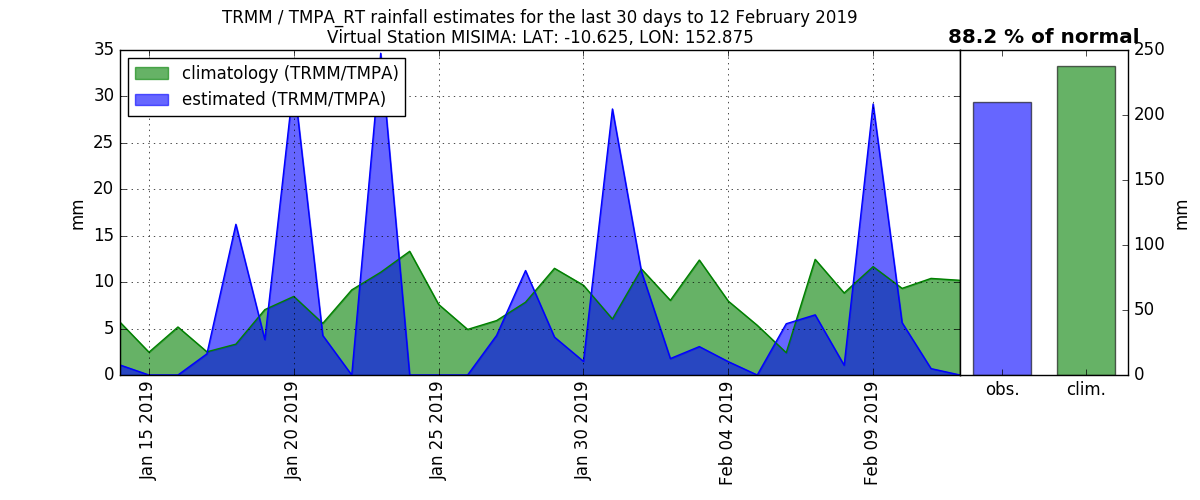 TRMM / TMPA_RT rainfall estimates for the last 30 days to 12 February 2019
Virtual Station MISIMA: LAT: -10.625, LON: 152.875
88.2 % of normal
climatology (TRMM/TMPA)
estimated (TRMM/TMPA)
mm
35
30
25
20
15
10
5
0
Jan 15 2019
Jan 20 2019
Jan 25 2019
Jan 30 2019
Feb 04 2019
Feb 09 2019
obs.
clim.
250
200
150
100
50
0
mm